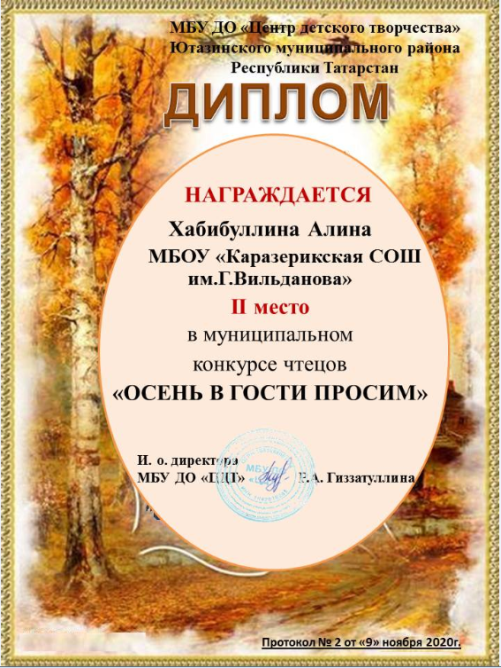 МБУ ДО «Центр детского творчества»
Ютазинского муниципального района
Республики Татарстан
ДИПЛОМ
НАГРАЖДАЕТСЯ
Хабибуллина Алина
МБОУ «Каразерикская СОШ
им.Г.Вильданова»
II место
в муниципальном
конкурсе чтецов
«ОСЕНЬ В ГОСТИ ПРОСИМ»
И. о. директора
МБУ ДО «ЦДТ» Е.А. Гиззатуллина
МБУ ДО
Протокол № 2 от «9» ноября 2020г.